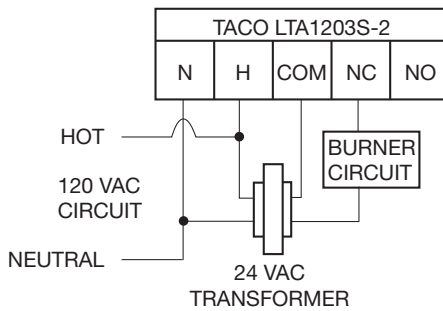 TACO LTA1203S-2
N H COM NC NO
HOT
BURNER
CIRCUIT
120 VAC
CIRCUIT
NEUTRAL
24 VAC
TRANSFORMER